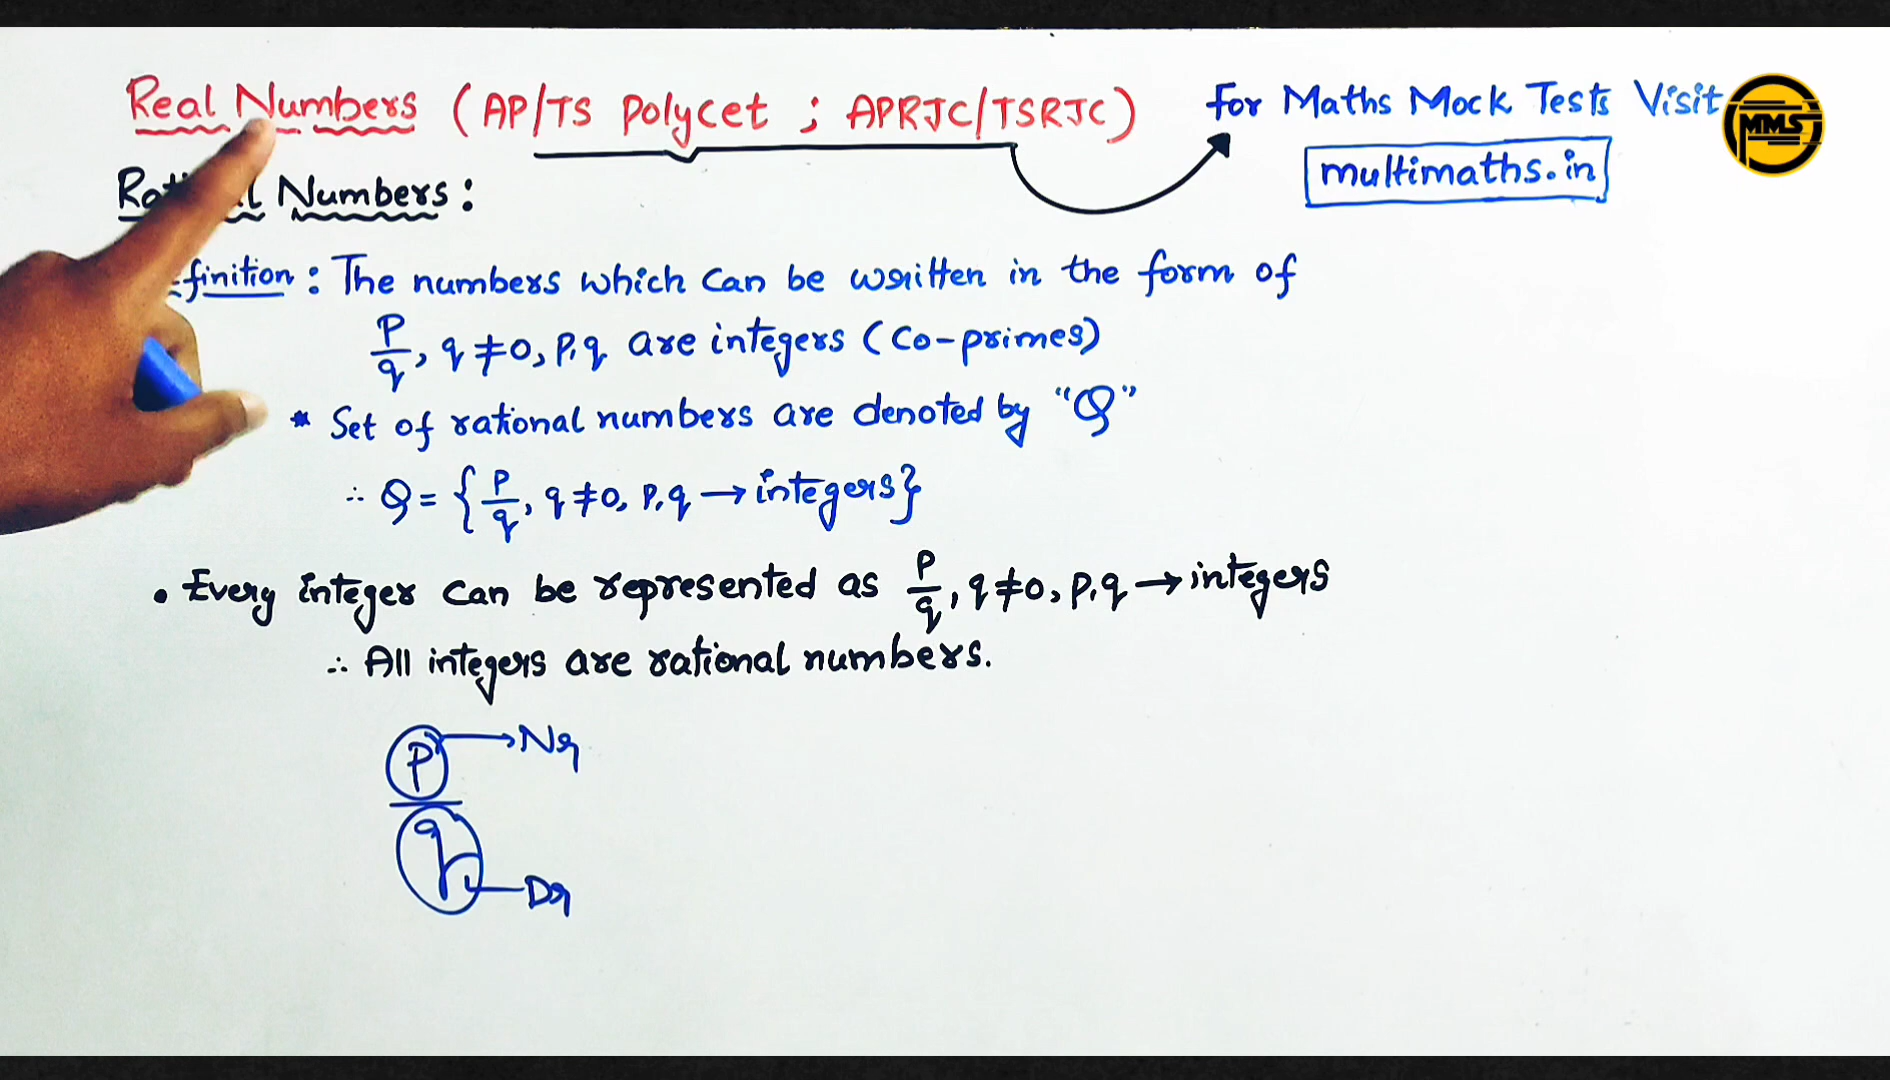 Real Numbers (AP/TS Polycet ; APRJC/TSRJC)
For Maths Mock Tests Visit
MMS
multimaths.in
Numbers :
finition : The numbers which can be written in the form of
P/q, q ≠ 0, P, q are integers (Co-primes)
* Set of rational numbers are denoted by "Q"
∴ Q = { P/q, q ≠ 0, P, q → integers }
• Every integer can be represented as P/q, q ≠ 0, P, q → integers
∴ All integers are rational numbers.
P → Nr
q — Dr